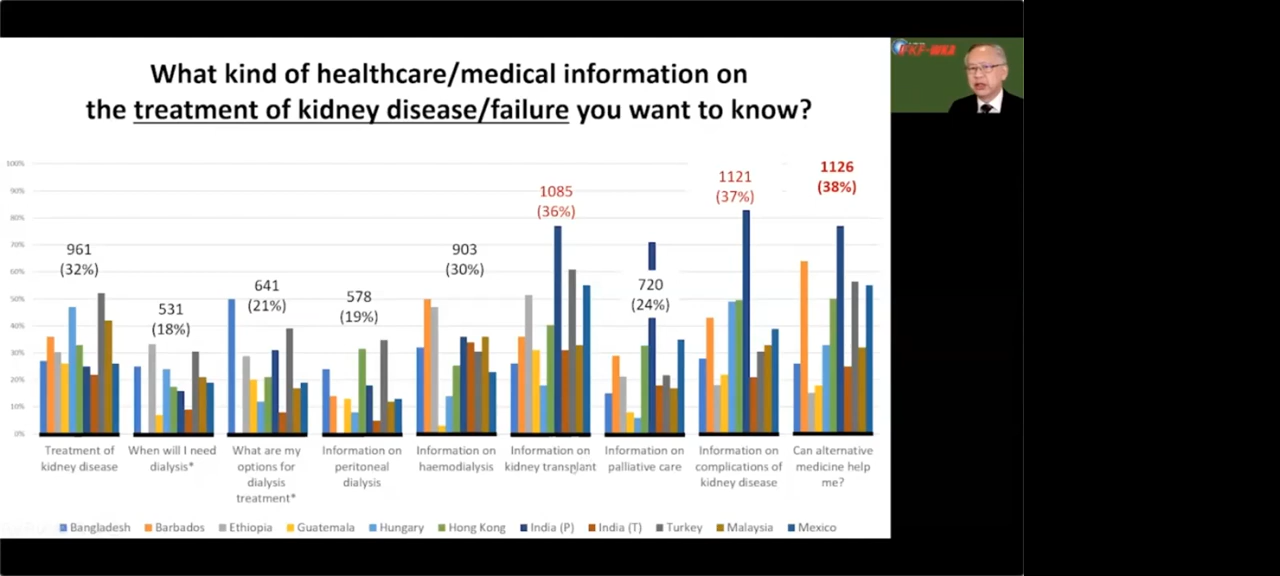 What kind of healthcare/medical information on
the treatment of kidney disease/failure you want to know?
100%
90%
80%
70%
60%
50%
40%
30%
20%
10%
0%
961
(32%)
531
(18%)
641
(21%)
578
(19%)
903
(30%)
1085
(36%)
720
(24%)
1121
(37%)
1126
(38%)
Treatment of
kidney disease
When will I need
dialysis*
What are my
options for
dialysis
treatment*
Information on
peritoneal
dialysis
Information on
haemodialysis
Information on
kidney transplant
Information on
palliative care
Information on
complications of
kidney disease
Can alternative
medicine help
me?
Bangladesh Barbados Ethiopia Guatemala Hungary Hong Kong India (P) India (T) Turkey Malaysia Mexico